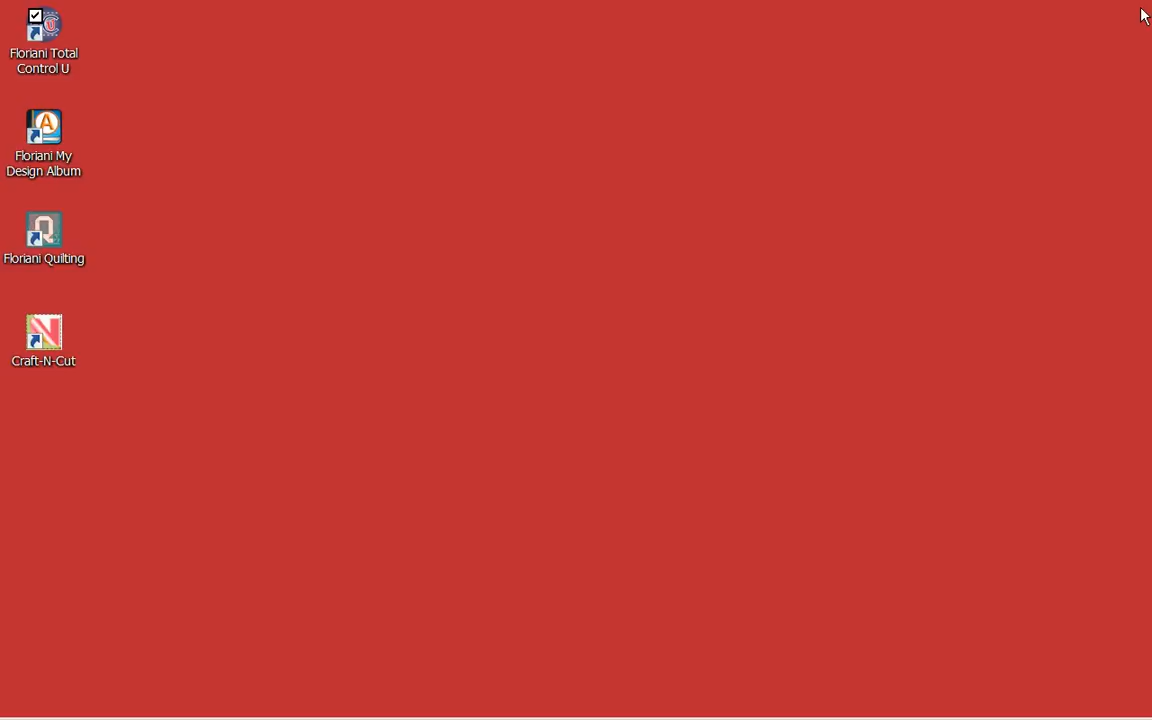 Floriani Total
Control U
Floriani My
Design Album
Floriani Quilting
Craft-N-Cut